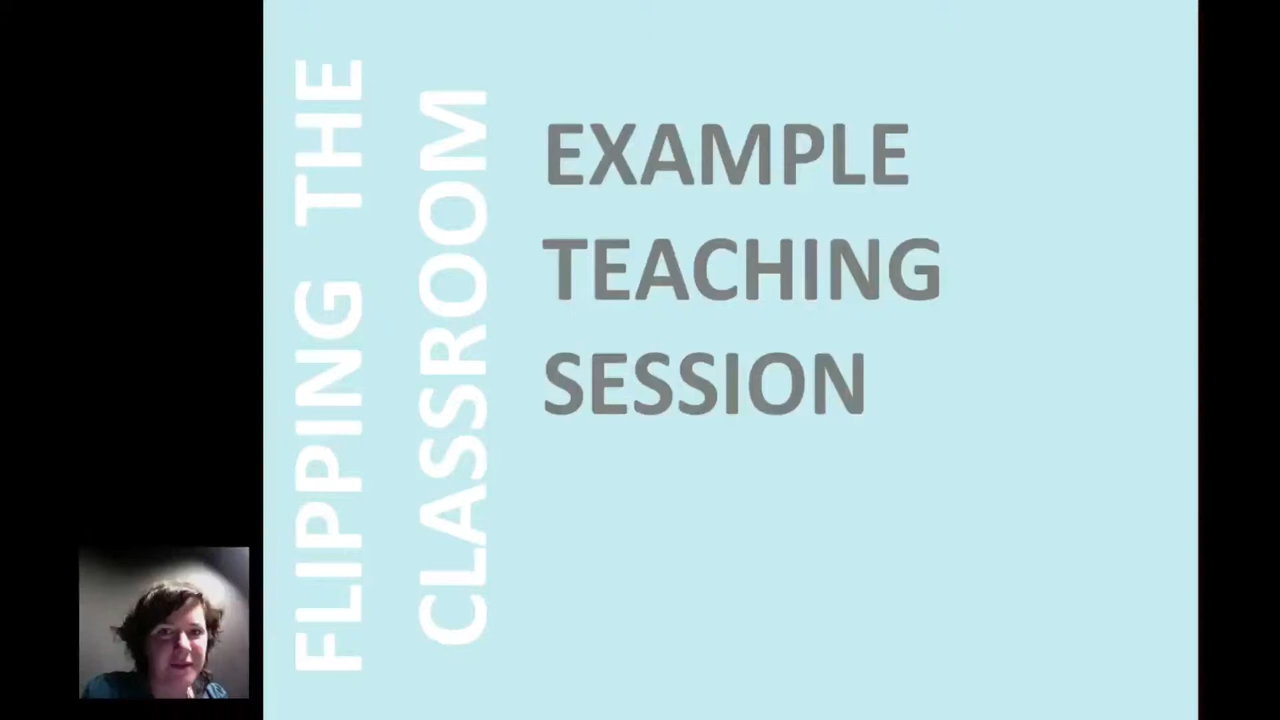 FLIPPING THE
CLASSROOM
EXAMPLE
TEACHING
SESSION